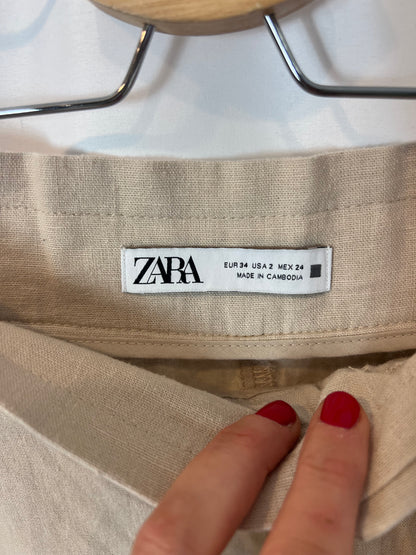 ZARA
EUR 34 USA 2 MEX 24
MADE IN CAMBODIA